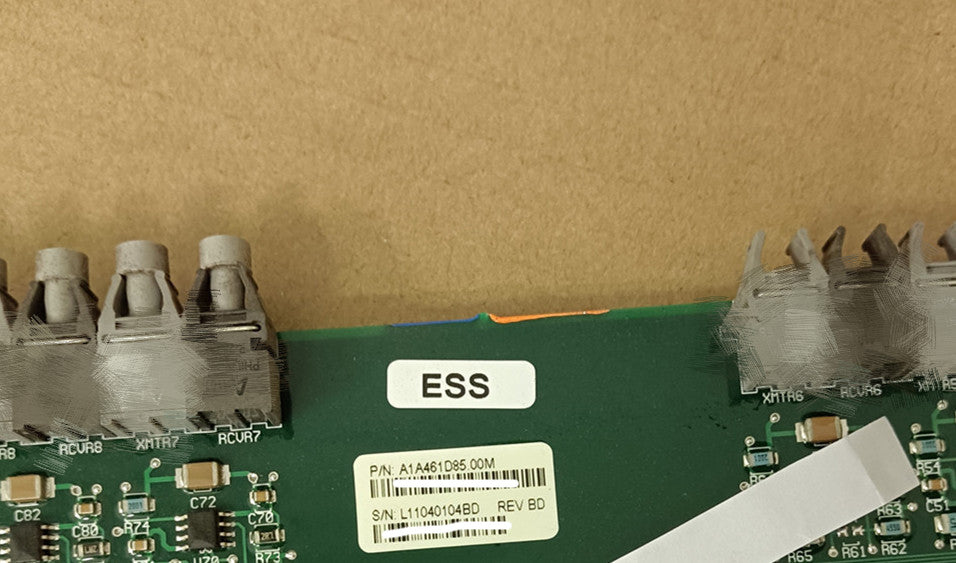 ESS
P/N: A1A461D85.00M
S/N: L11040104BD REV BD
RCVR8
XMTR7
RCVR7
XMTR6
RCVR6
C82
C80
R74
C72
C70
R73
R54
C51
R63
R65
R61
R62